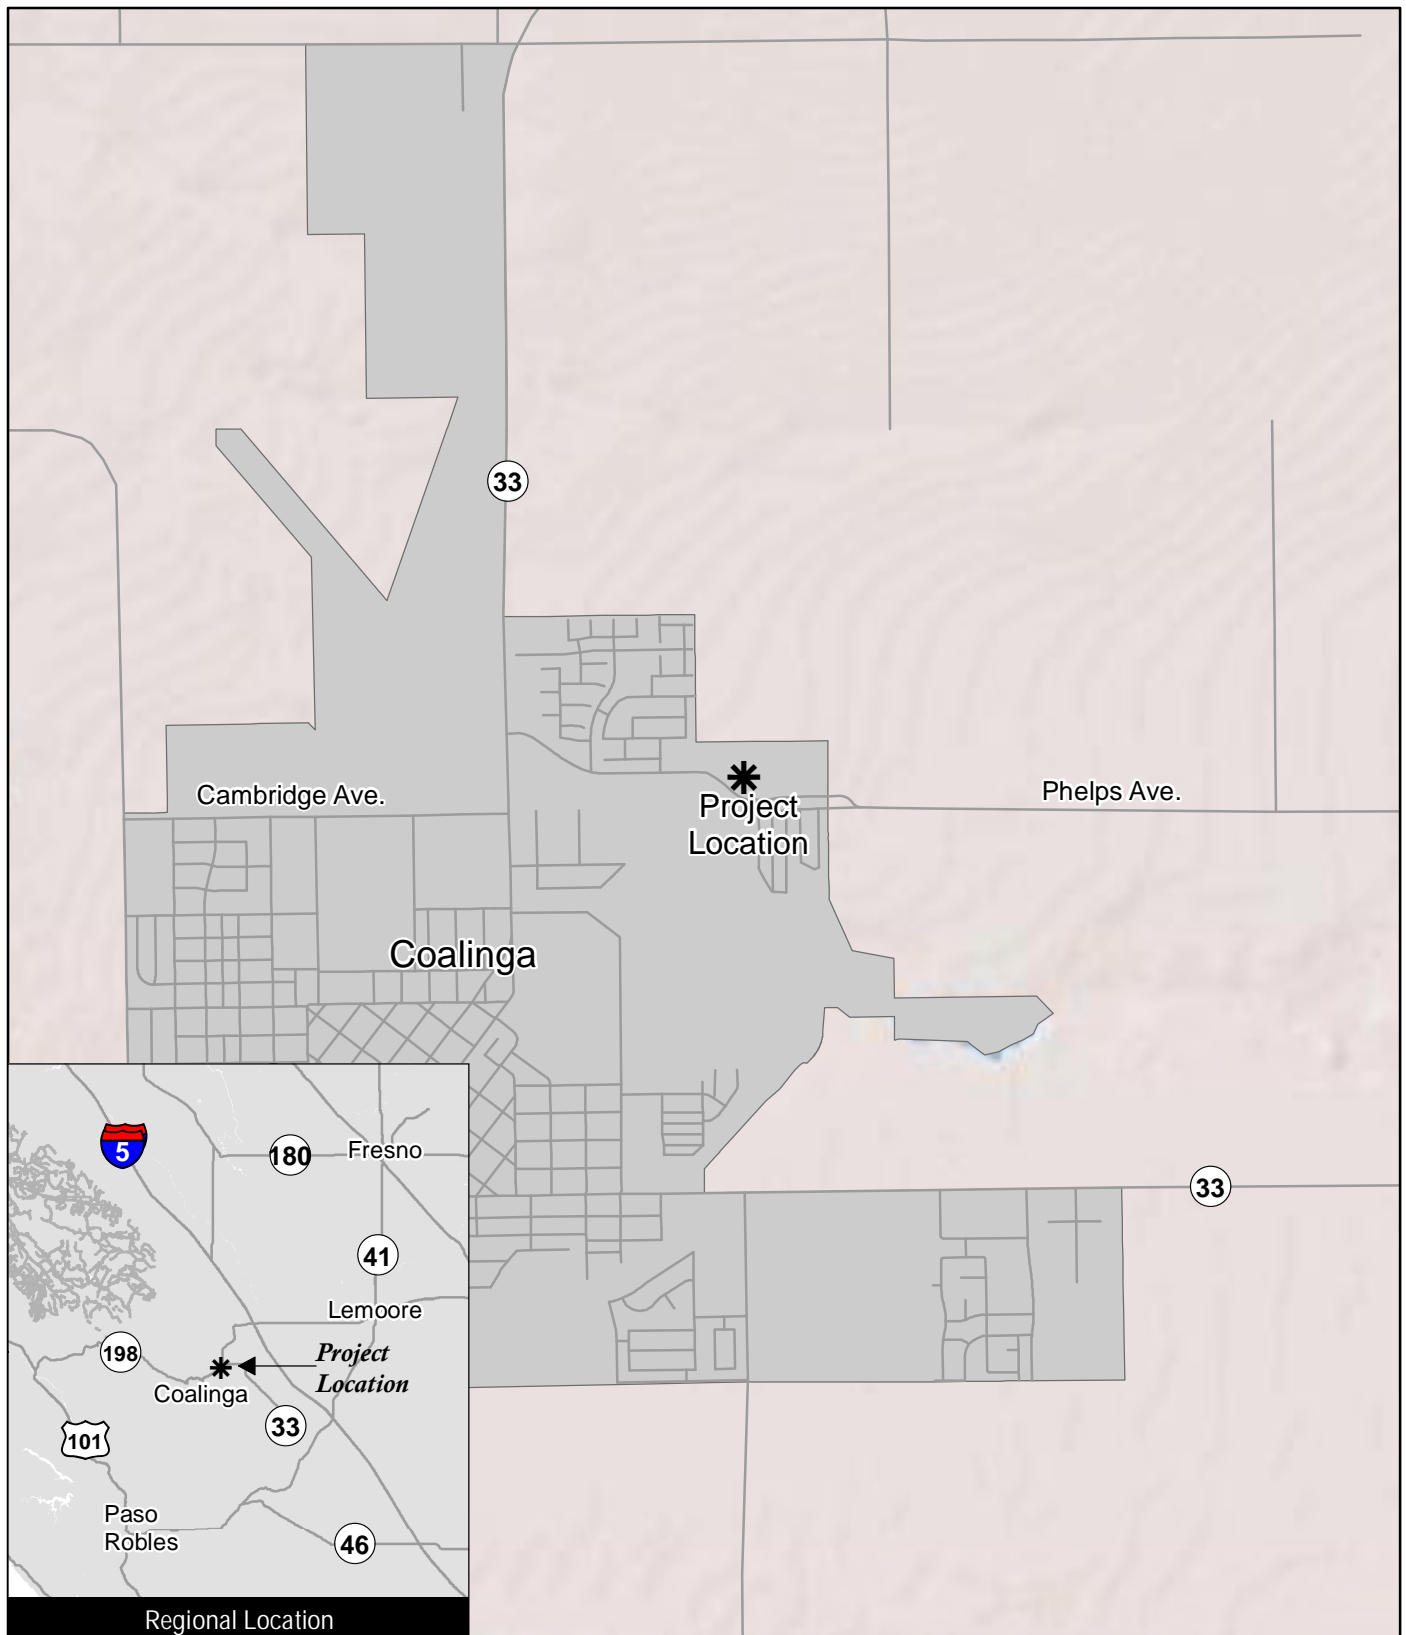 33
Cambridge Ave.
Phelps Ave.
Project
Location
Coalinga
33
5
180
Fresno
41
Lemoore
198
Project
Location
Coalinga
33
101
Paso
Robles
46
Regional Location